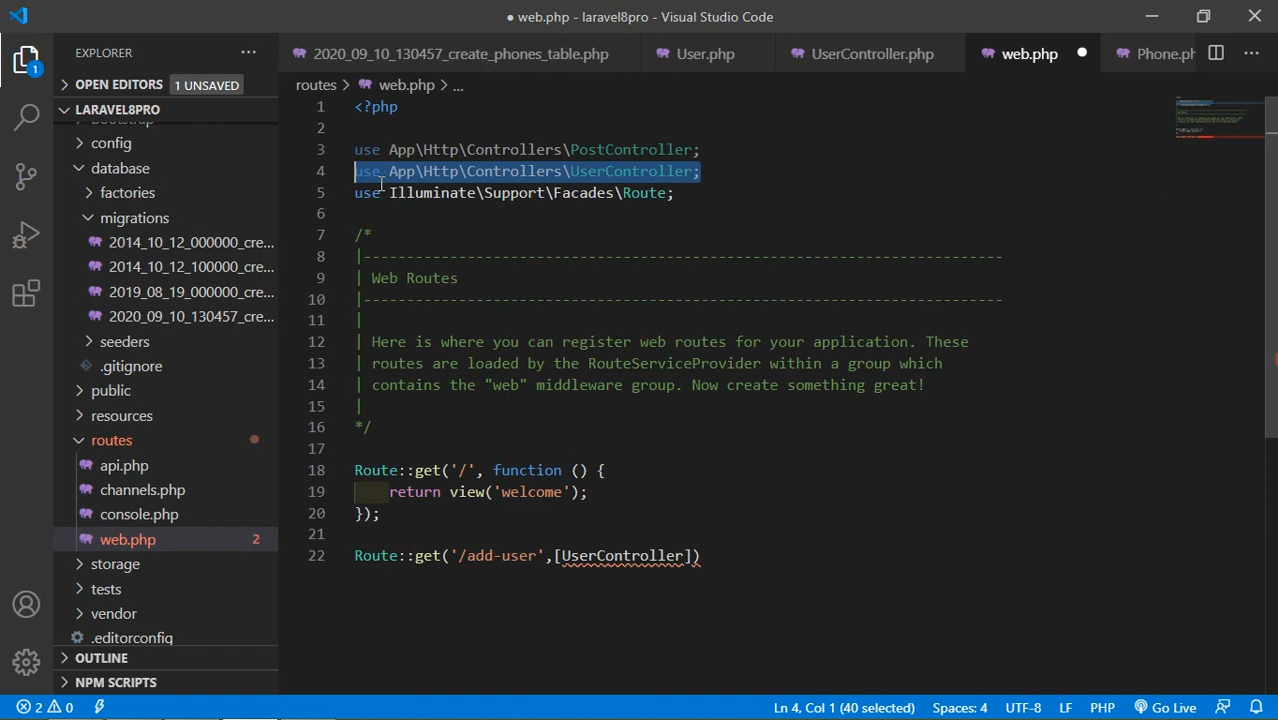 ● web.php - laravel8pro - Visual Studio Code
EXPLORER
2020_09_10_130457_create_phones_table.php
User.php
UserController.php
web.php
Phone.ph
1
OPEN EDITORS 1 UNSAVED
LARAVEL8PRO
bootstrap
config
database
factories
migrations
2014_10_12_000000_cre...
2014_10_12_100000_cre...
2019_08_19_000000_cre...
2020_09_10_130457_cre...
seeders
.gitignore
public
resources
routes
api.php
channels.php
console.php
web.php 2
storage
tests
vendor
.editorconfig
OUTLINE
NPM SCRIPTS
routes > web.php > ...
1 <?php
2
3 use App\Http\Controllers\PostController;
4 use App\Http\Controllers\UserController;
5 use Illuminate\Support\Facades\Route;
6
7 /*
8 |--------------------------------------------------------------------------
9 | Web Routes
10 |--------------------------------------------------------------------------
11 |
12 | Here is where you can register web routes for your application. These
13 | routes are loaded by the RouteServiceProvider within a group which
14 | contains the "web" middleware group. Now create something great!
15 |
16 */
17
18 Route::get('/', function () {
19 return view('welcome');
20 });
21
22 Route::get('/add-user',[UserController])
2 0
Ln 4, Col 1 (40 selected)
Spaces: 4
UTF-8
LF
PHP
Go Live